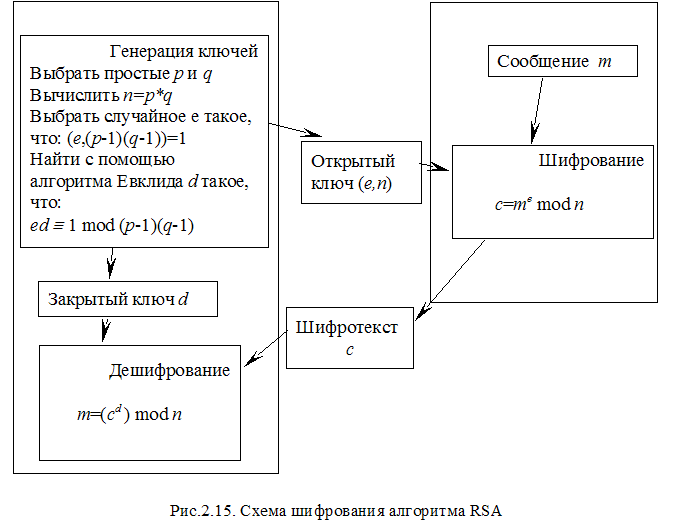 Генерация ключей
Выбрать простые p и q
Вычислить n=p*q
Выбрать случайное e такое,
что: (e,(p-1)(q-1))=1
Найти с помощью
алгоритма Евклида d такое,
что:
ed ≡ 1 mod (p-1)(q-1)
Закрытый ключ d
Дешифрование
m=(c^d) mod n
Открытый
ключ (e,n)
Шифротекст
c
Сообщение m
Шифрование
c=m^e mod n
Рис.2.15. Схема шифрования алгоритма RSA